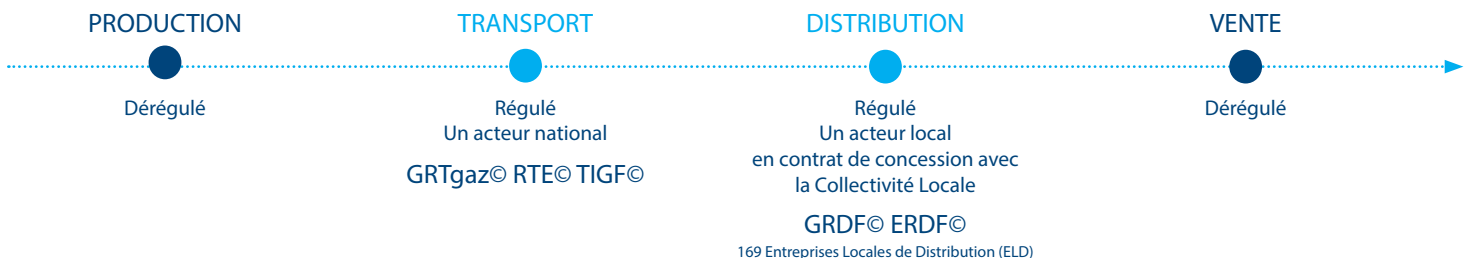 PRODUCTION
Dérégulé
TRANSPORT
Régulé
Un acteur national
GRTgaz© RTE© TIGF©
DISTRIBUTION
Régulé
Un acteur local
en contrat de concession avec
la Collectivité Locale
GRDF© ERDF©
169 Entreprises Locales de Distribution (ELD)
VENTE
Dérégulé